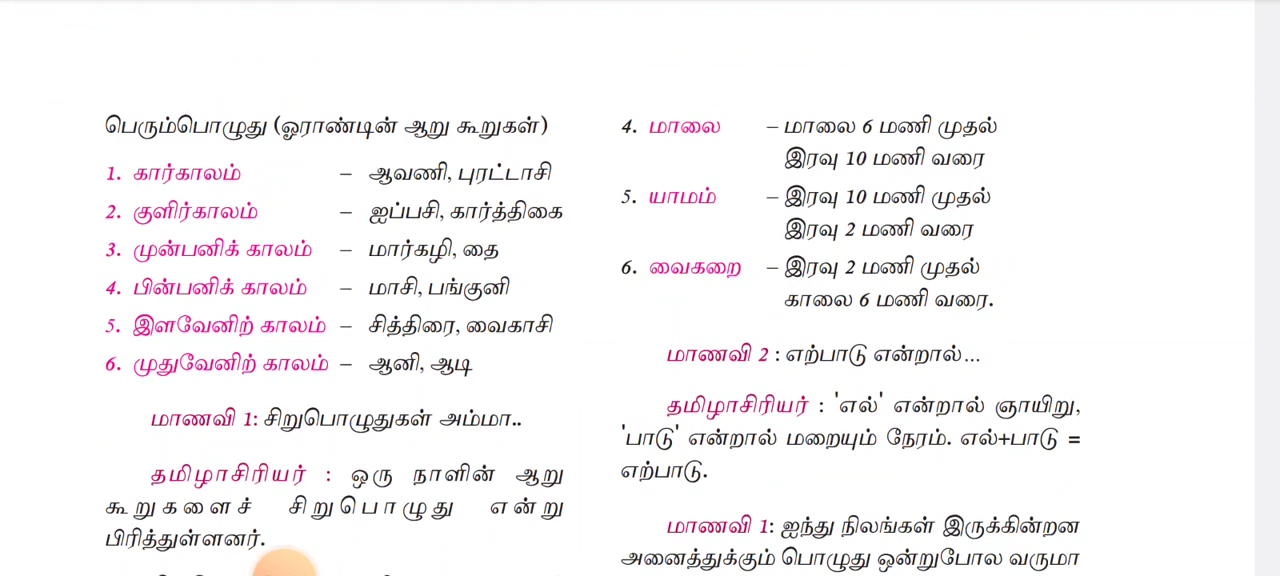 பெரும்பொழுது (ஓராண்டின் ஆறு கூறுகள்)
1. கார்காலம் – ஆவணி, புரட்டாசி
2. குளிர்காலம் – ஐப்பசி, கார்த்திகை
3. முன்பனிக் காலம் – மார்கழி, தை
4. பின்பனிக் காலம் – மாசி, பங்குனி
5. இளவேனிற் காலம் – சித்திரை, வைகாசி
6. முதுவேனிற் காலம் – ஆனி, ஆடி
மாணவி 1: சிறுபொழுதுகள் அம்மா..
தமிழாசிரியர் : ஒரு நாளின் ஆறு
கூறுகளைச் சிறுபொழுது என்று
பிரித்துள்ளனர்.
4. மாலை – மாலை 6 மணி முதல்
இரவு 10 மணி வரை
5. யாமம் – இரவு 10 மணி முதல்
இரவு 2 மணி வரை
6. வைகறை – இரவு 2 மணி முதல்
காலை 6 மணி வரை.
மாணவி 2 : எற்பாடு என்றால்...
தமிழாசிரியர் : 'எல்' என்றால் ஞாயிறு,
'பாடு' என்றால் மறையும் நேரம். எல்+பாடு =
எற்பாடு.
மாணவி 1: ஐந்து நிலங்கள் இருக்கின்றன
அனைத்துக்கும் பொழுது ஒன்றுபோல வருமா